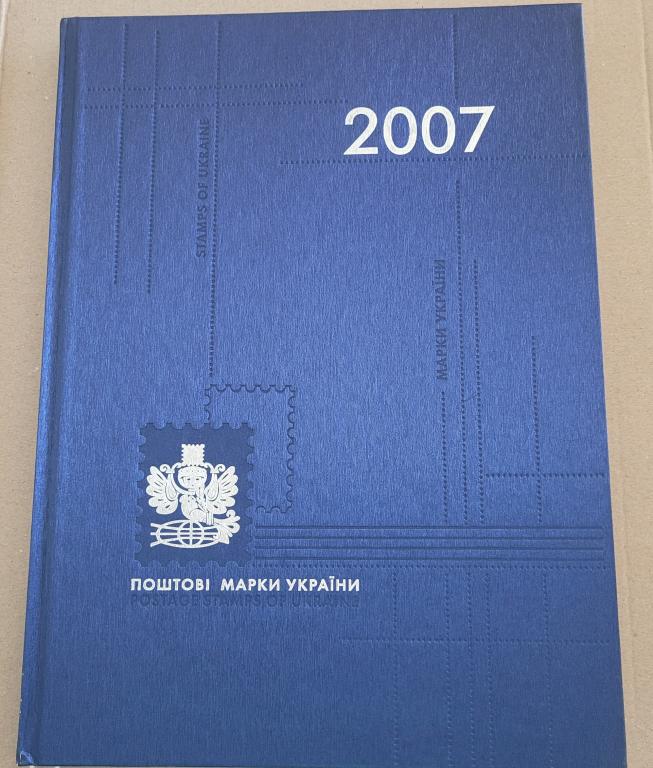 2007
STAMPS OF UKRAINE
МАРКИ УКРАЇНИ
ПОШТОВІ МАРКИ УКРАЇНИ
POSTAGE STAMPS OF UKRAINE